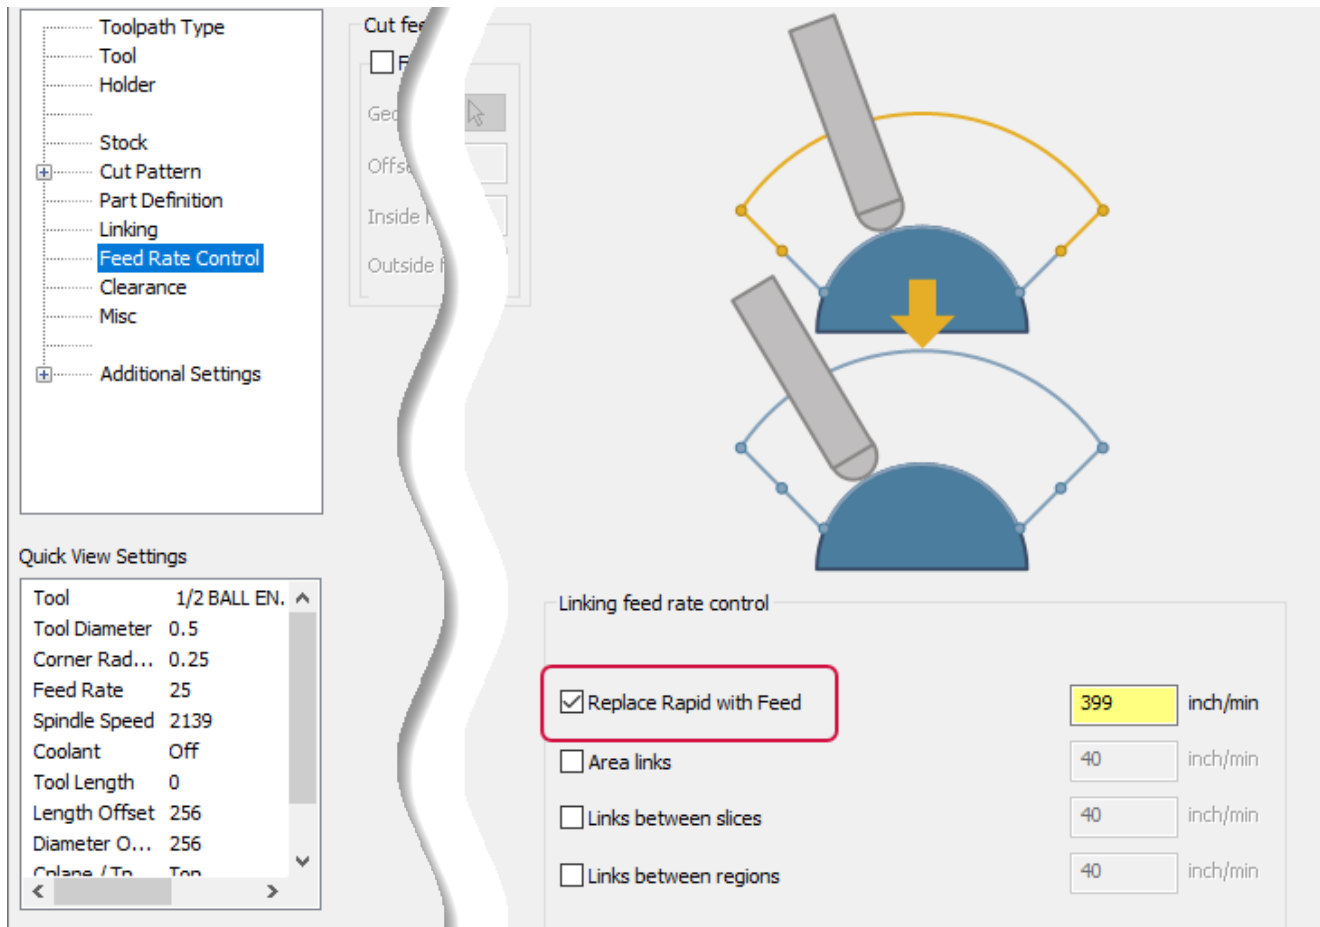 Toolpath Type
Tool
Holder
Stock
Cut Pattern
Part Definition
Linking
Feed Rate Control
Clearance
Misc
Additional Settings
Quick View Settings
Tool 1/2 BALL EN.
Tool Diameter 0.5
Corner Rad... 0.25
Feed Rate 25
Spindle Speed 2139
Coolant Off
Tool Length 0
Length Offset 256
Diameter O... 256
Cut
Inside
Outside
Linking feed rate control
Replace Rapid with Feed 399 inch/min
Area links 40 inch/min
Links between slices 40 inch/min
Links between regions 40 inch/min